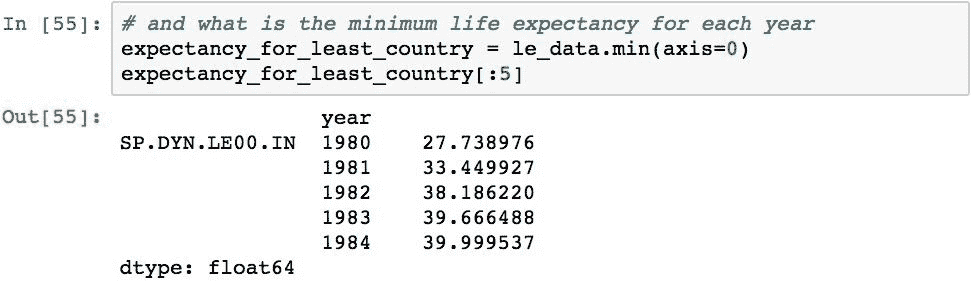 In [55]: # and what is the minimum life expectancy for each year
expectancy_for_least_country = le_data.min(axis=0)
expectancy_for_least_country[:5]
Out[55]: year
SP.DYN.LE00.IN 1980 27.738976
1981 33.449927
1982 38.186220
1983 39.666488
1984 39.999537
dtype: float64